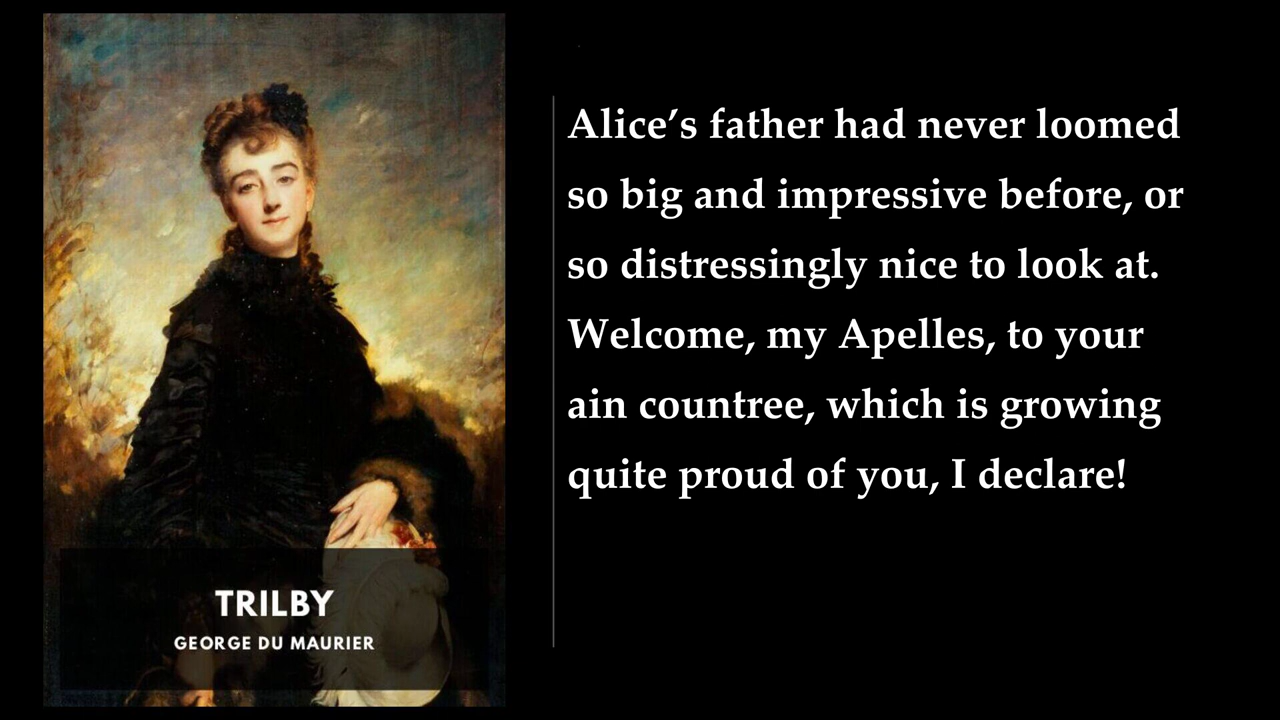 Alice’s father had never loomed
so big and impressive before, or
so distressingly nice to look at.
Welcome, my Apelles, to your
ain countree, which is growing
quite proud of you, I declare!
TRILBY
GEORGE DU MAURIER